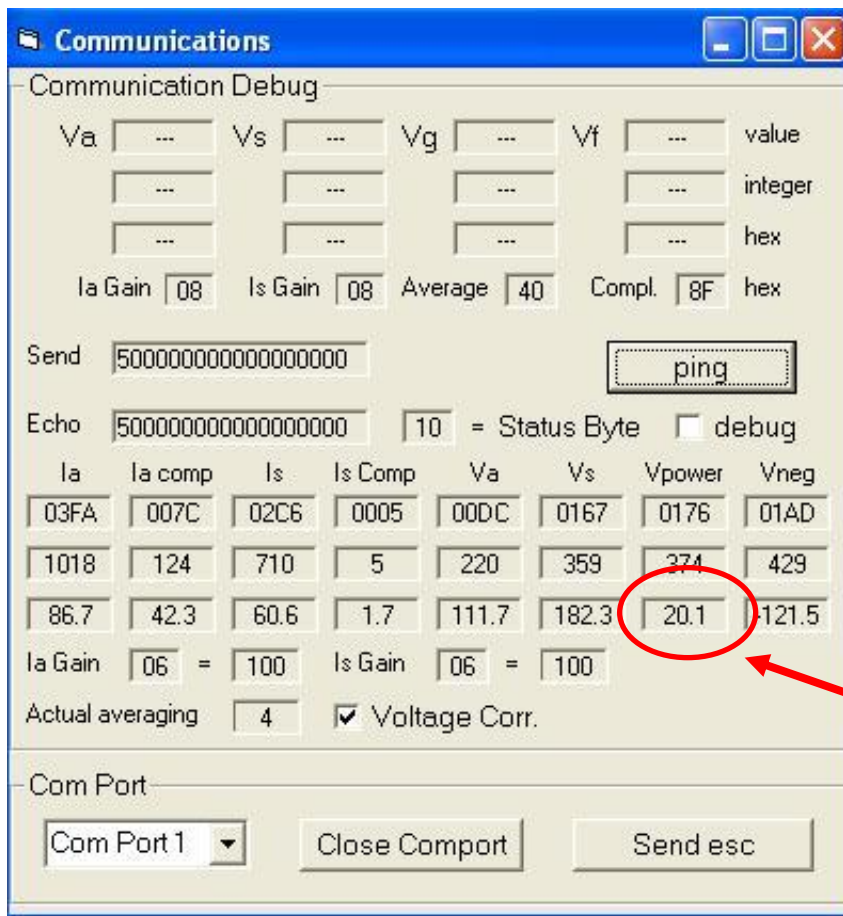 Communications
Communication Debug
Va --- Vs --- Vg --- Vf --- value
--- --- --- --- integer
--- --- --- --- hex
Ia Gain 08 Is Gain 08 Average 40 Compl. 8F hex
Send 500000000000000000 ping
Echo 500000000000000000 10 = Status Byte debug
Ia Ia comp Is Is Comp Va Vs Vpower Vneg
03FA 007C 02C6 0005 00DC 0167 0176 01AD
1018 124 710 5 220 359 374 429
86.7 42.3 60.6 1.7 111.7 182.3 20.1 -121.5
Ia Gain 06 = 100 Is Gain 06 = 100
Actual averaging 4 Voltage Corr.
Com Port
Com Port 1 Close Comport Send esc